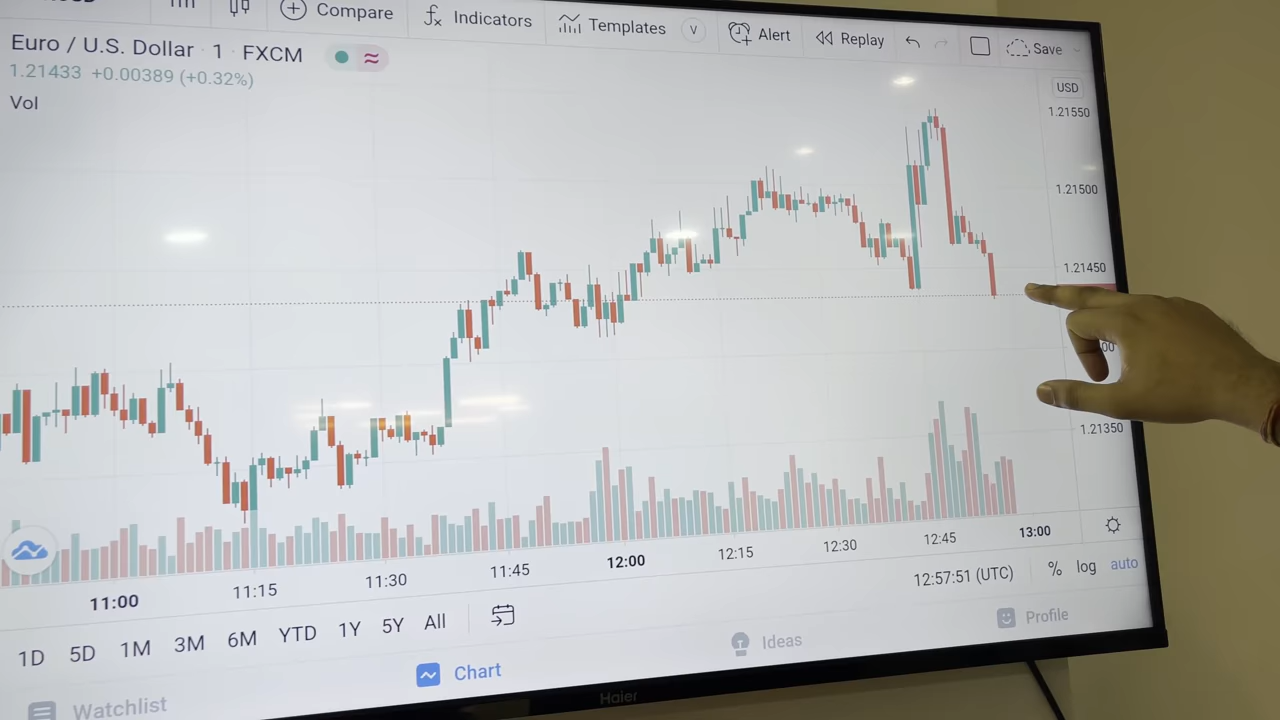 1m Compare Indicators Templates Alert Replay Save
Euro / U.S. Dollar · 1 · FXCM
1.21433 +0.00389 (+0.32%)
Vol
USD
1.21550
1.21500
1.21450
1.21350
11:00 11:15 11:30 11:45 12:00 12:15 12:30 12:45 13:00
1D 5D 1M 3M 6M YTD 1Y 5Y All 12:57:51 (UTC) % log auto
Watchlist Chart Ideas Profile
Haier